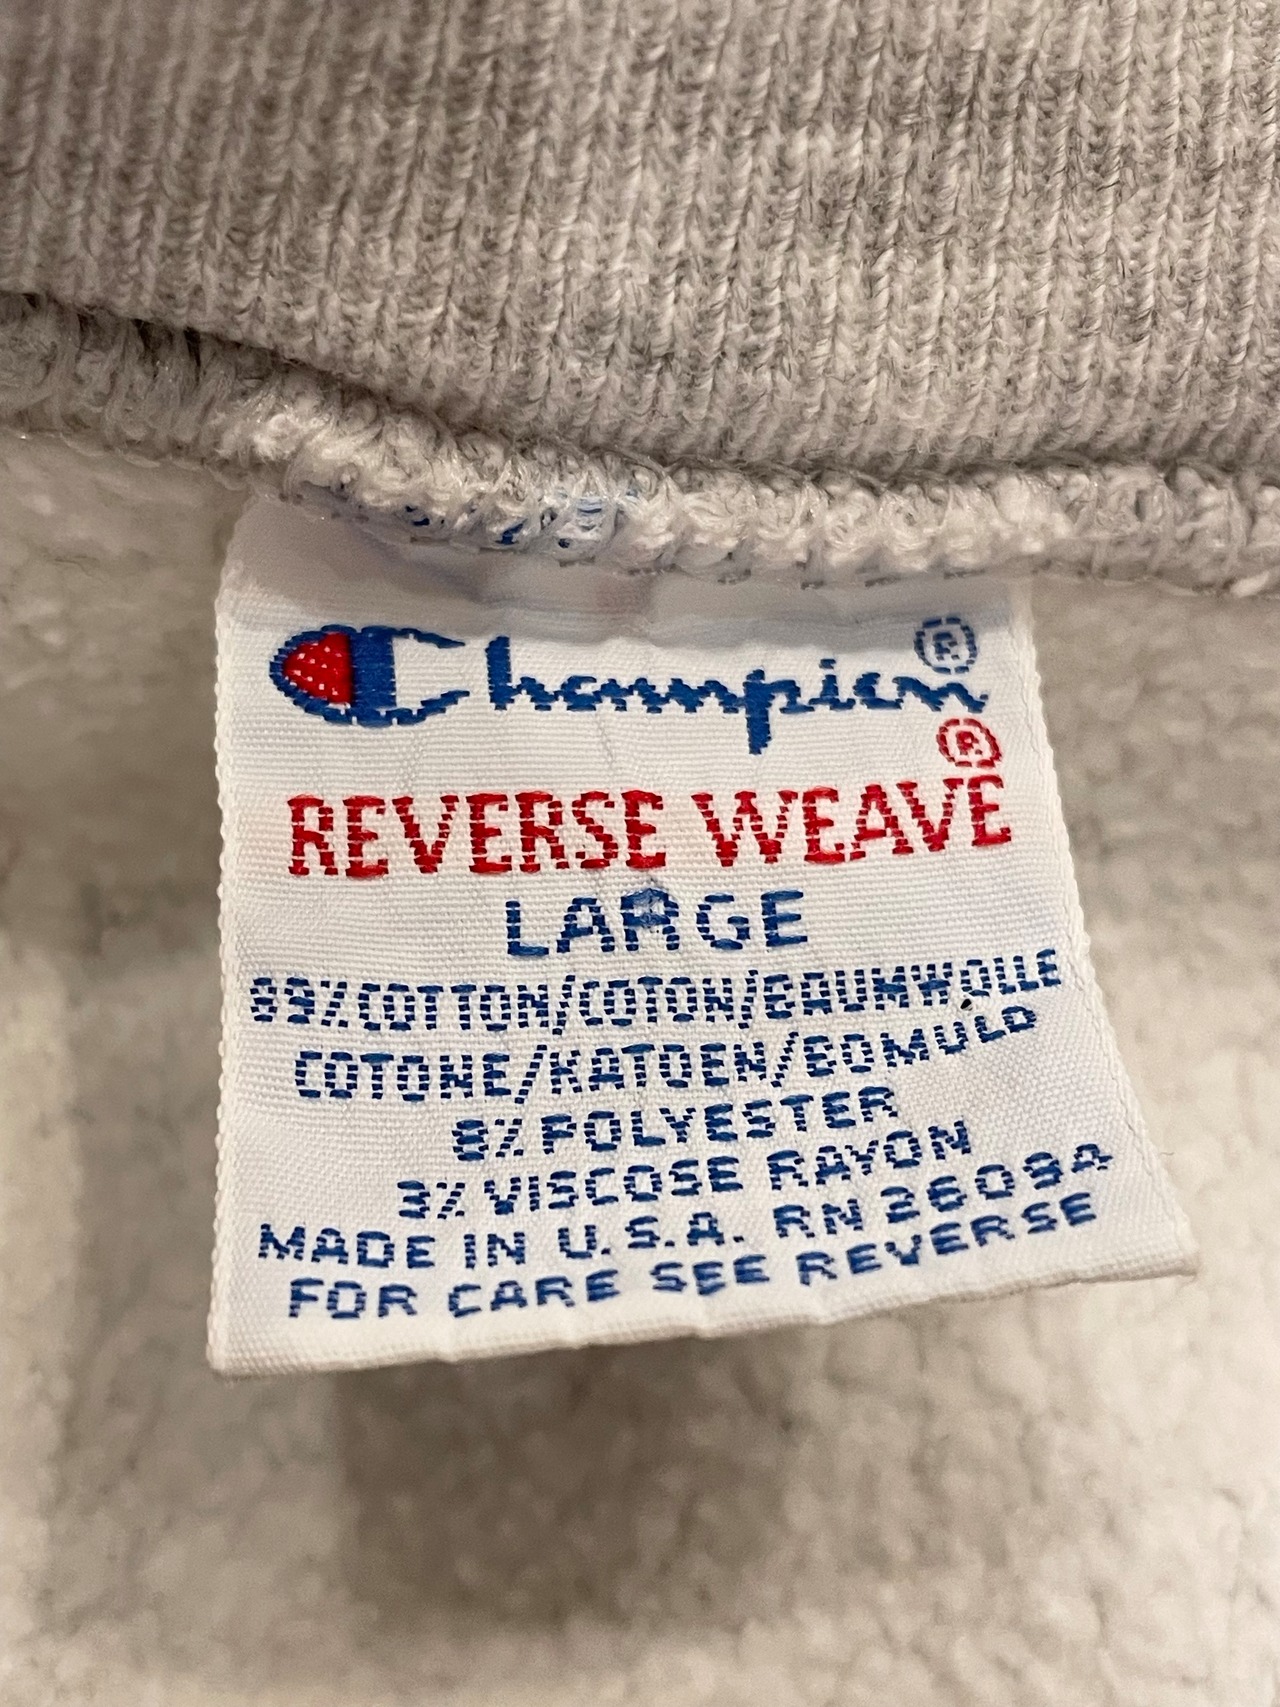 Champion®
REVERSE WEAVE®
LARGE
89% COTTON/COTON/BAUMWOLLE
COTONE/KATOEN/BOMULD
8% POLYESTER
3% VISCOSE RAYON
MADE IN U.S.A. RN 26094
FOR CARE SEE REVERSE